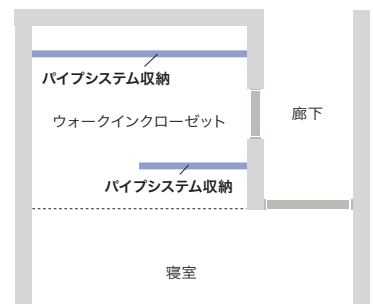 パイプシステム収納
ウォークインクローゼット
廊下
パイプシステム収納
寝室